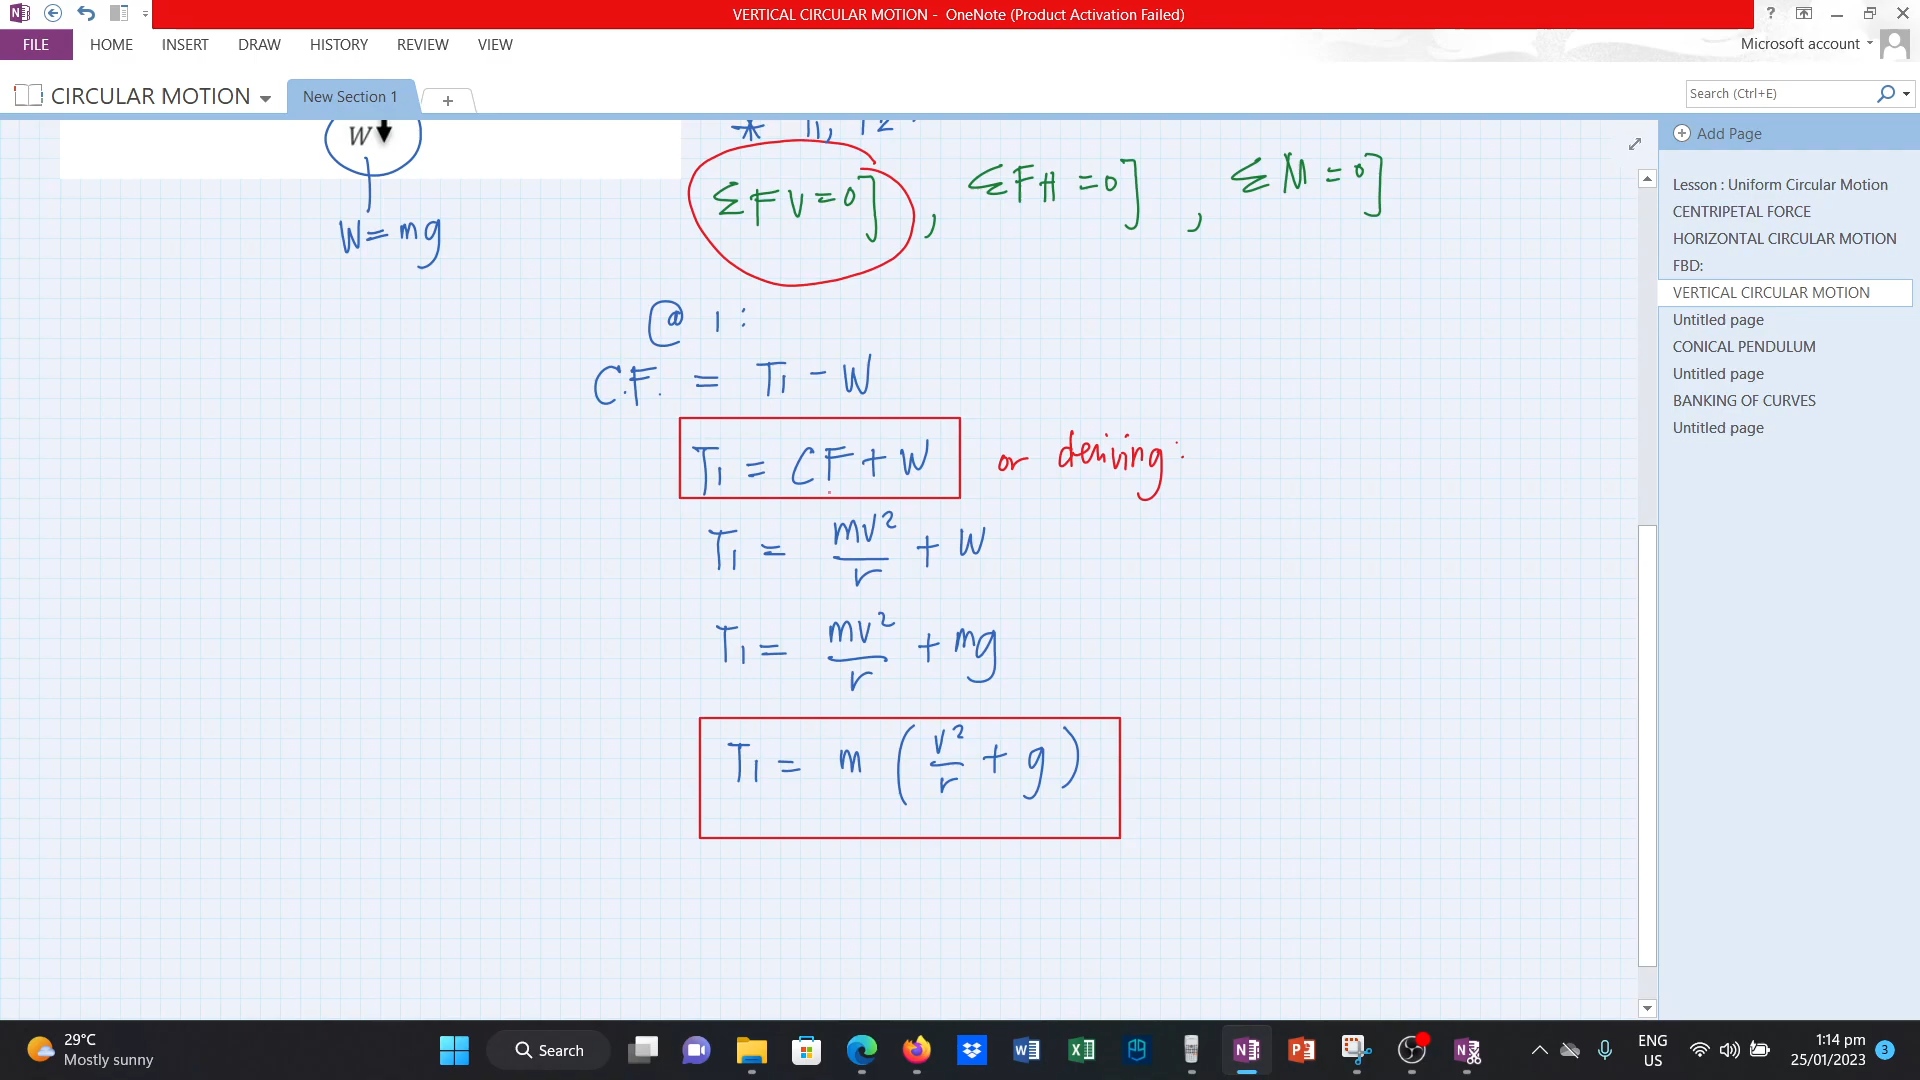 VERTICAL CIRCULAR MOTION - OneNote (Product Activation Failed)
FILE HOME INSERT DRAW HISTORY REVIEW VIEW
Microsoft account
CIRCULAR MOTION
New Section 1
Search (Ctrl+E)
W
W = mg
ΣFV=0] , ΣFH=0] , ΣM=0]
@ 1 :
C.F. = T1 - W
T1 = CF + W or deriving:
T1 = mv²/r + W
T1 = mv²/r + mg
T1 = m (v²/r + g)
Add Page
Lesson : Uniform Circular Motion
CENTRIPETAL FORCE
HORIZONTAL CIRCULAR MOTION
FBD:
VERTICAL CIRCULAR MOTION
Untitled page
CONICAL PENDULUM
Untitled page
BANKING OF CURVES
Untitled page
29°C
Mostly sunny
Search
ENG
US
1:14 pm
25/01/2023
3